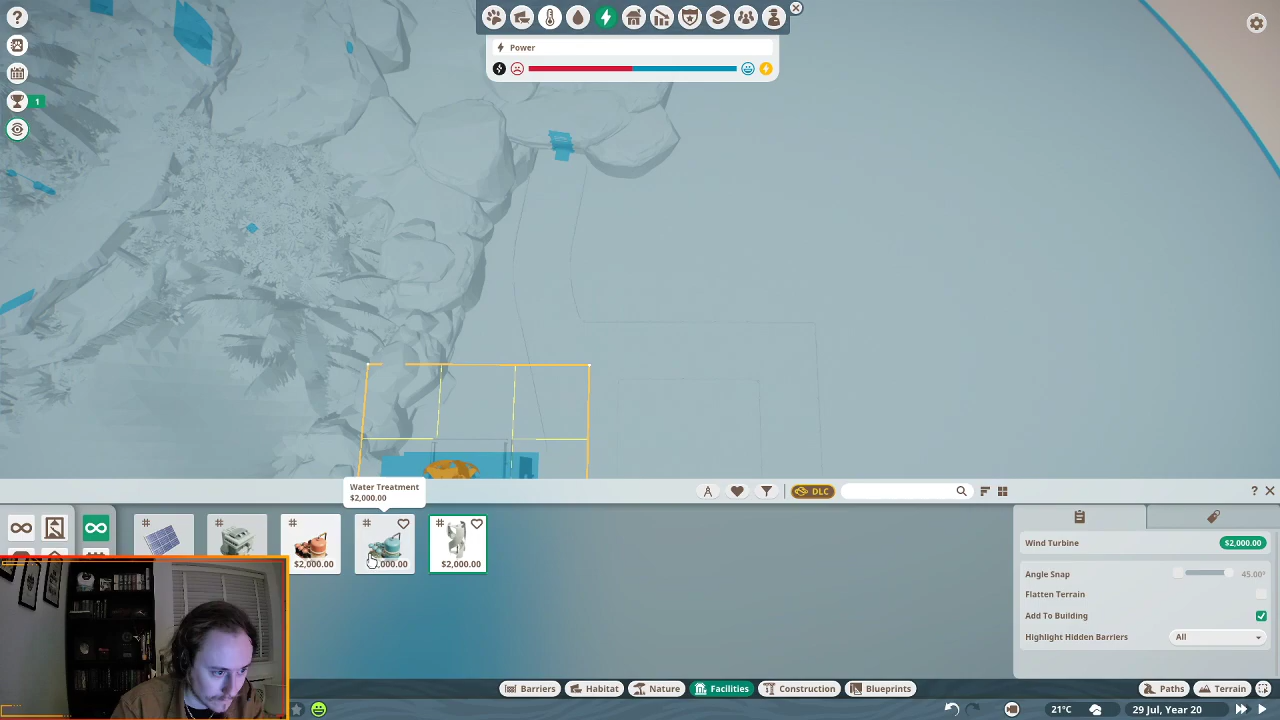 ?
Power
1
Water Treatment
$2,000.00
DLC
? ×
$2,000.00
,000.00
$2,000.00
Wind Turbine
$2,000.00
Angle Snap
45.00°
Flatten Terrain
Add To Building
Highlight Hidden Barriers
All
Barriers
Habitat
Nature
Facilities
Construction
Blueprints
Paths
Terrain
21°C
29 Jul, Year 20